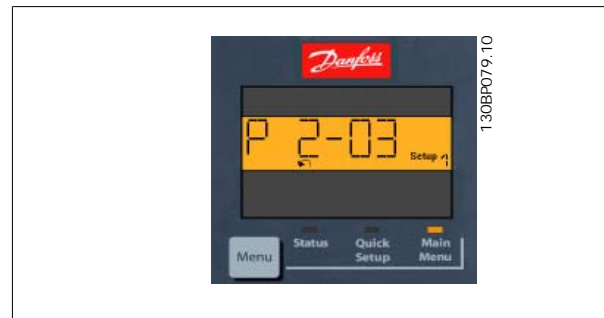 Danfoss
130BP079.10
P 2-03
Setup 1
Status
Quick Setup
Main Menu
Menu